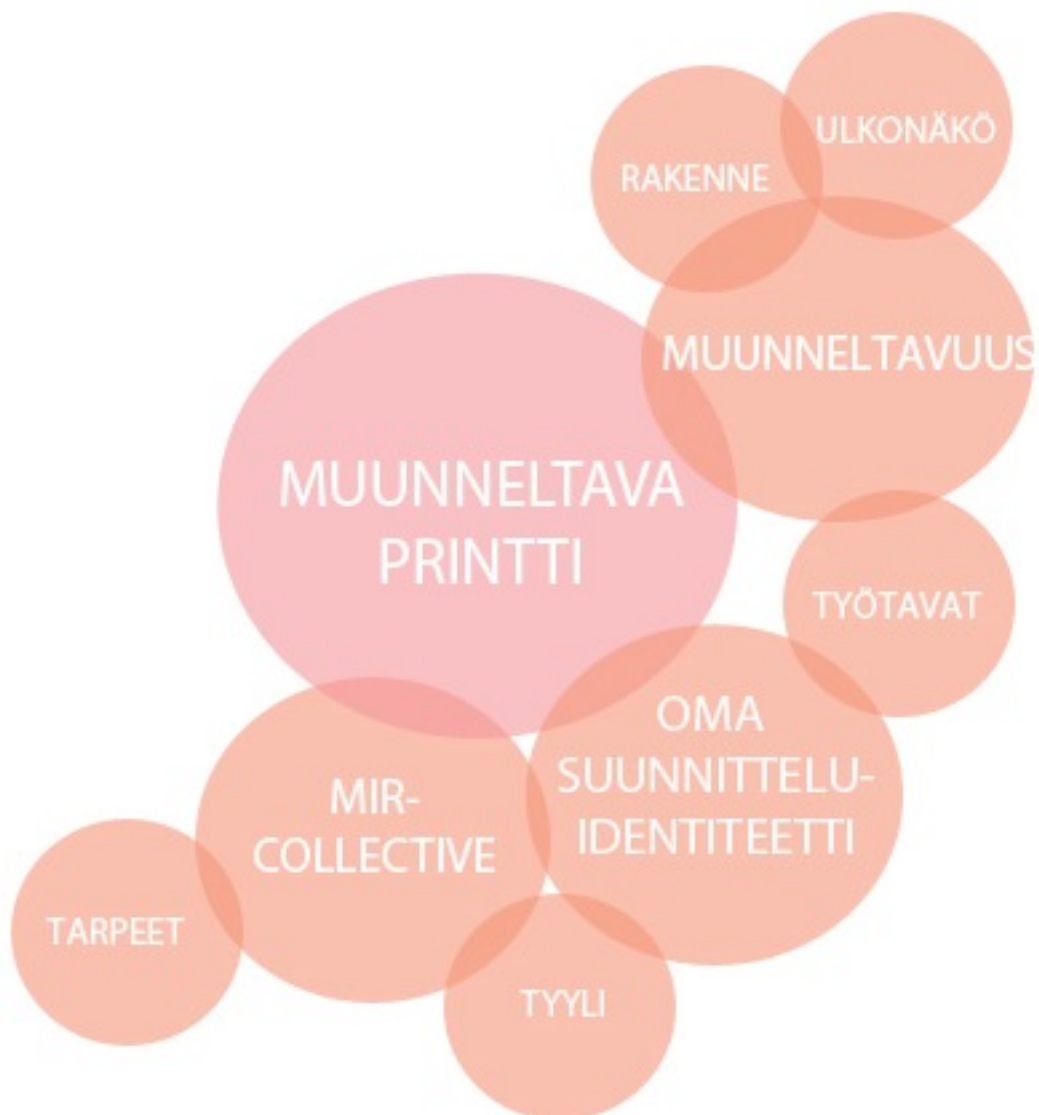 ULKONÄKÖ
RAKENNE
MUUNNELTAVUUS
MUUNNELTAVA
PRINTTI
TYÖTAVAT
OMA
SUUNNITTELU-
IDENTITEETTI
MIR-
COLLECTIVE
TARPEET
TYYLI